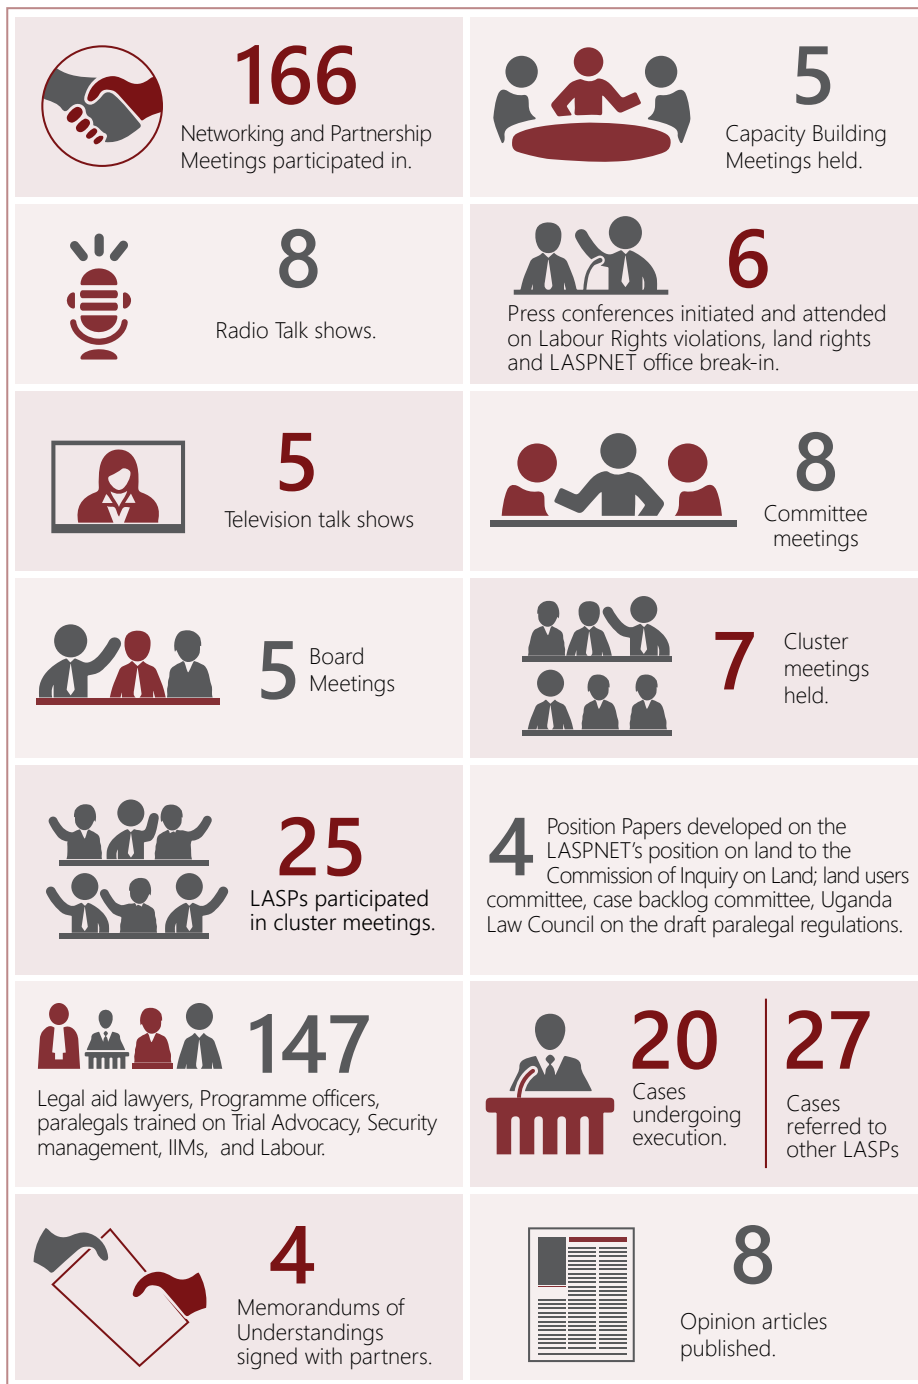 166
Networking and Partnership
Meetings participated in.
5
Capacity Building
Meetings held.
8
Radio Talk shows.
6
Press conferences initiated and attended
on Labour Rights violations, land rights
and LASPNET office break-in.
5
Television talk shows
8
Committee
meetings
5
Board
Meetings
7
Cluster
meetings
held.
25
LASPs participated
in cluster meetings.
4
Position Papers developed on the
LASPNET’s position on land to the
Commission of Inquiry on Land; land users
committee, case backlog committee, Uganda
Law Council on the draft paralegal regulations.
147
Legal aid lawyers, Programme officers,
paralegals trained on Trial Advocacy, Security
management, IIMs, and Labour.
20
Cases
undergoing
execution.
27
Cases
referred to
other LASPs
4
Memorandums of
Understandings
signed with partners.
8
Opinion articles
published.